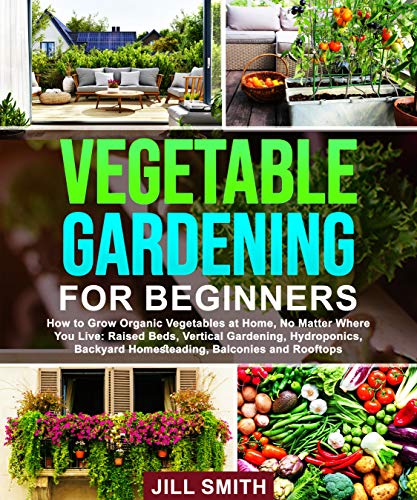 VEGETABLE
GARDENING
FOR BEGINNERS
How to Grow Organic Vegetables at Home, No Matter Where
You Live: Raised Beds, Vertical Gardening, Hydroponics,
Backyard Homesteading, Balconies and Rooftops
JILL SMITH